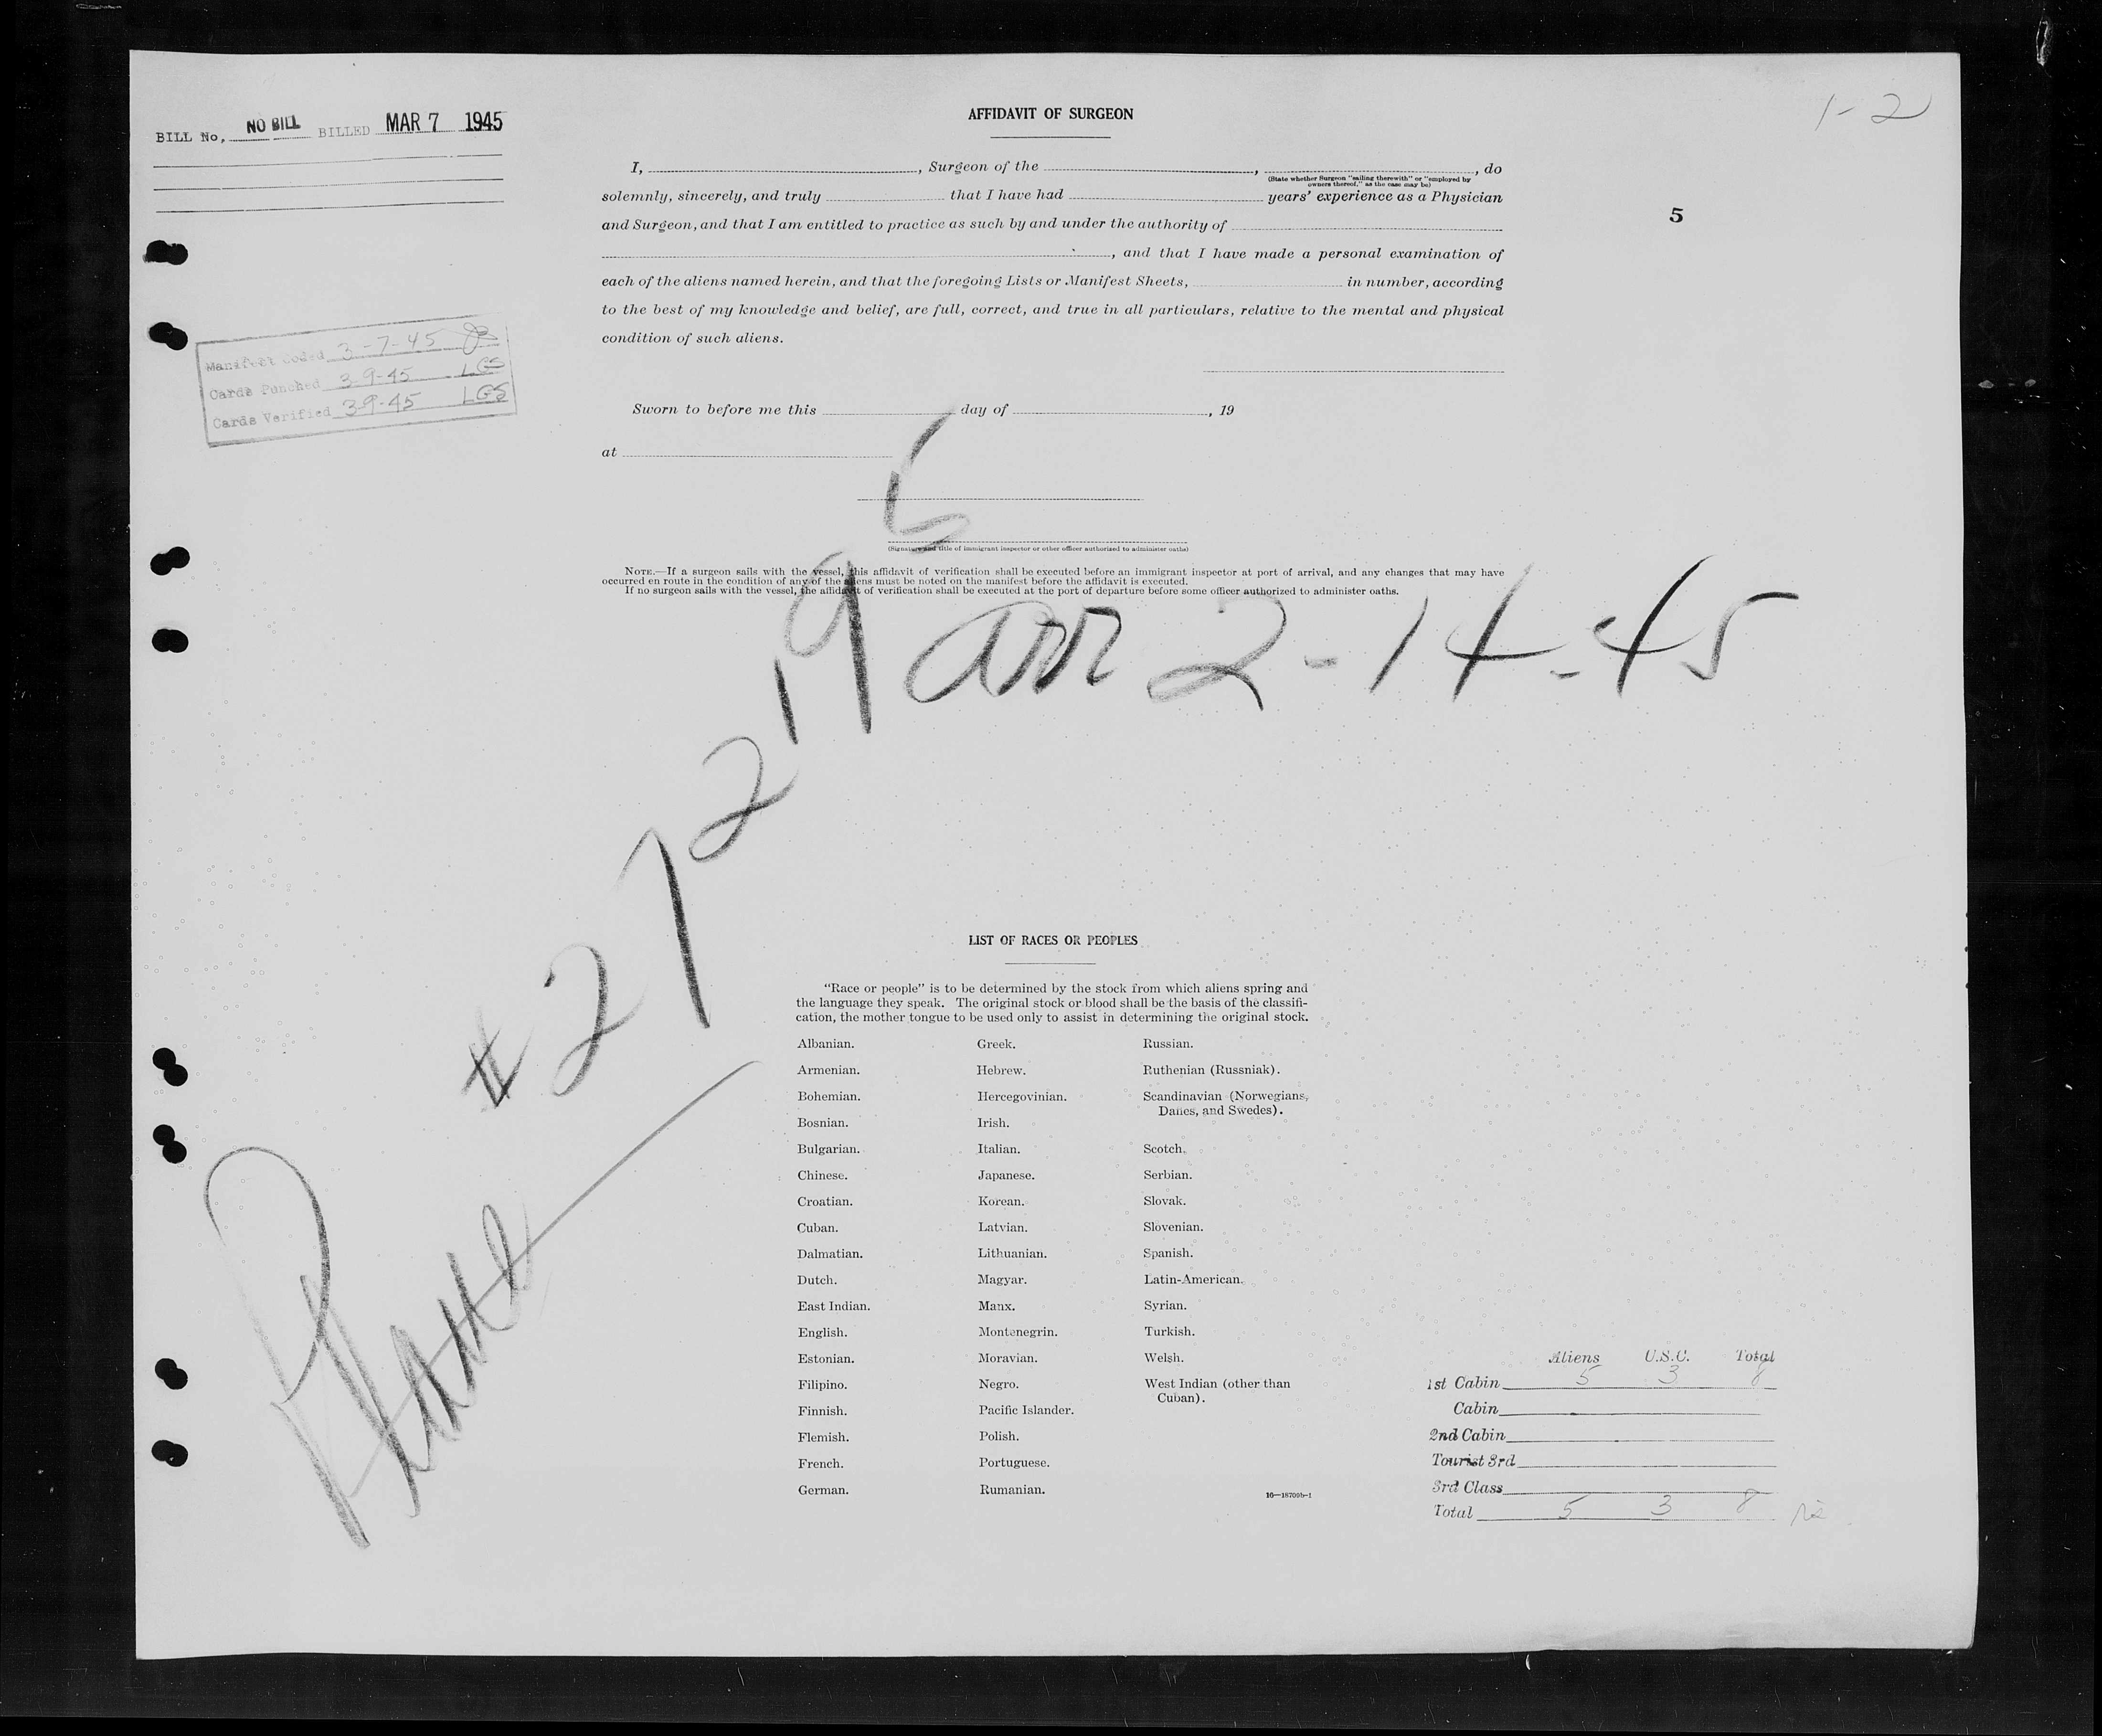 BILL No, NO BILL BILLED MAR 7 1945
1-2
5
AFFIDAVIT OF SURGEON
I, , Surgeon of the , , do
(State whether Surgeon "sailing therewith" or "employed by
owners thereof," as the case may be)
solemnly, sincerely, and truly that I have had years' experience as a Physician
and Surgeon, and that I am entitled to practice as such by and under the authority of
, and that I have made a personal examination of
each of the aliens named herein, and that the foregoing Lists or Manifest Sheets, in number, according
to the best of my knowledge and belief, are full, correct, and true in all particulars, relative to the mental and physical
condition of such aliens.
Manifest Coded 3-7-45
Cards Punched 3-9-45 LGS
Cards Verified 3-9-45 LGS
Sworn to before me this day of , 19
at
(Signature and title of immigrant inspector or other officer authorized to administer oaths)
NOTE.—If a surgeon sails with the vessel, this affidavit of verification shall be executed before an immigrant inspector at port of arrival, and any changes that may have
occurred en route in the condition of any of the aliens must be noted on the manifest before the affidavit is executed.
If no surgeon sails with the vessel, the affidavit of verification shall be executed at the port of departure before some officer authorized to administer oaths.
Plane #272196 arr 2-14-45
LIST OF RACES OR PEOPLES
"Race or people" is to be determined by the stock from which aliens spring and
the language they speak. The original stock or blood shall be the basis of the classifi-
cation, the mother tongue to be used only to assist in determining the original stock.
Albanian.
Armenian.
Bohemian.
Bosnian.
Bulgarian.
Chinese.
Croatian.
Cuban.
Dalmatian.
Dutch.
East Indian.
English.
Estonian.
Filipino.
Finnish.
Flemish.
French.
German.
Greek.
Hebrew.
Hercegovinian.
Irish.
Italian.
Japanese.
Korean.
Latvian.
Lithuanian.
Magyar.
Manx.
Montenegrin.
Moravian.
Negro.
Pacific Islander.
Polish.
Portuguese.
Rumanian.
Russian.
Ruthenian (Russniak).
Scandinavian (Norwegians,
Danes, and Swedes).
Scotch.
Serbian.
Slovak.
Slovenian.
Spanish.
Latin-American.
Syrian.
Turkish.
Welsh.
West Indian (other than
Cuban).
16—18709b-1
Aliens U.S.C. Total
1st Cabin 5 3 8
Cabin
2nd Cabin
Tourist 3rd
3rd Class
Total 5 3 8